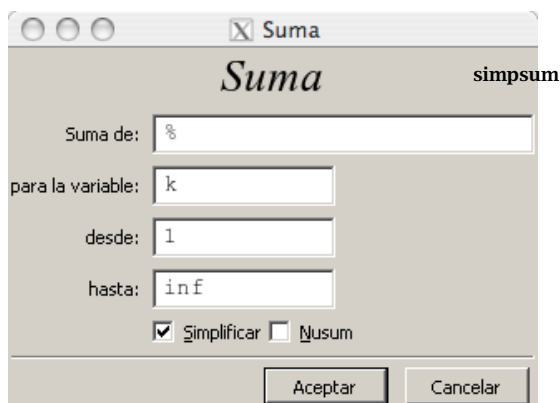 Suma
Suma
simpsum
Suma de: %
para la variable: k
desde: 1
hasta: inf
Simplificar Nusum
Aceptar Cancelar